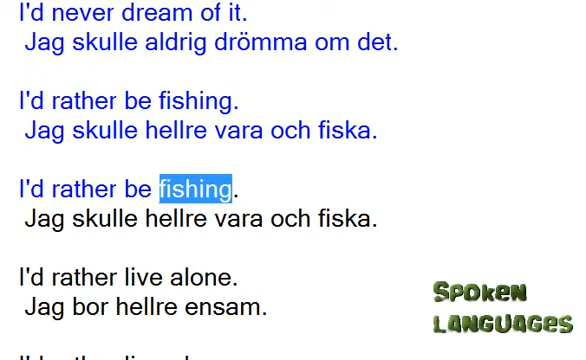 I'd never dream of it.
Jag skulle aldrig drömma om det.
I'd rather be fishing.
Jag skulle hellre vara och fiska.
I'd rather be fishing.
Jag skulle hellre vara och fiska.
I'd rather live alone.
Jag bor hellre ensam.
Spoken
Languages